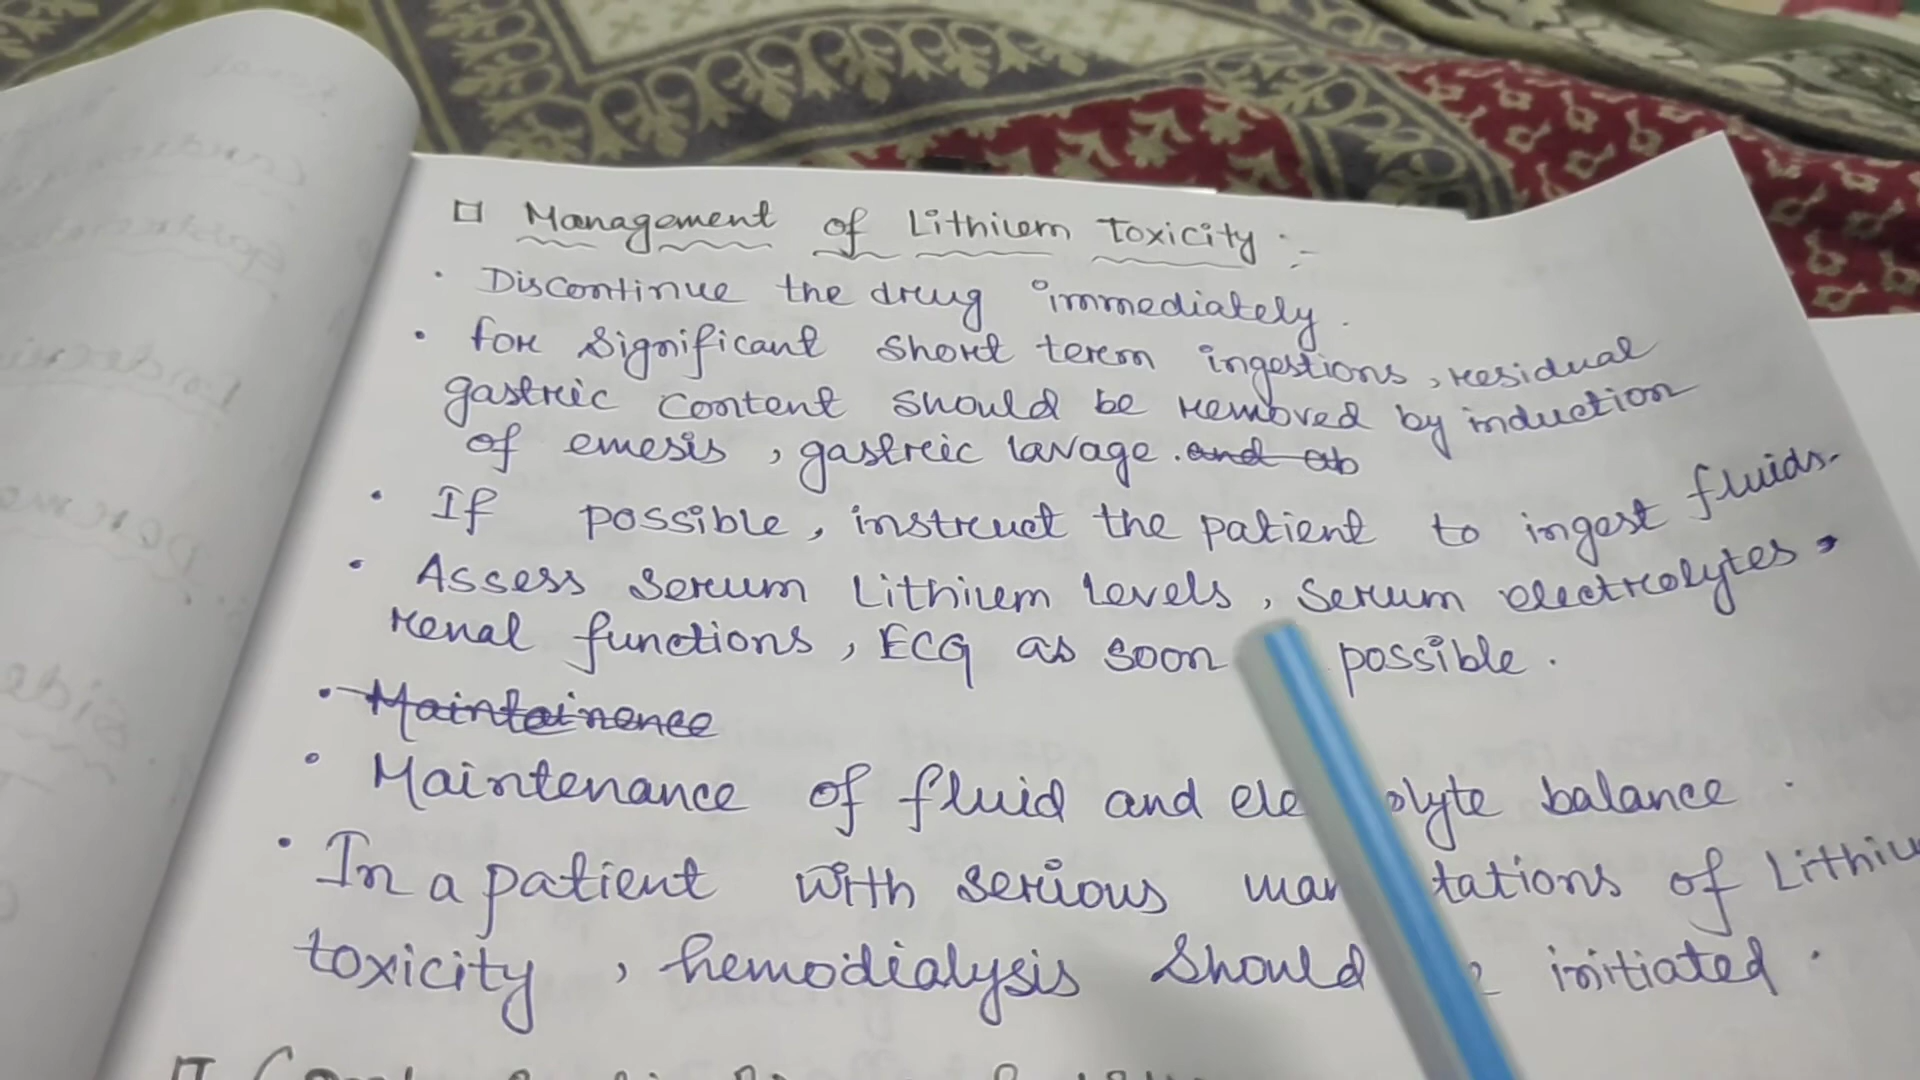 □ Management of Lithium Toxicity :-
• Discontinue the drug immediately.
• for significant short term ingestions, residual
gastric content should be removed by induction
of emesis, gastric lavage. and ab
• If possible, instruct the patient to ingest fluids.
• Assess serum Lithium levels, serum electrolytes,
renal functions, ECG as soon possible.
• Maintainence
• Maintenance of fluid and ele olyte balance.
• In a patient with serious man tations of Lithiu
toxicity, hemodialysis should initiated.